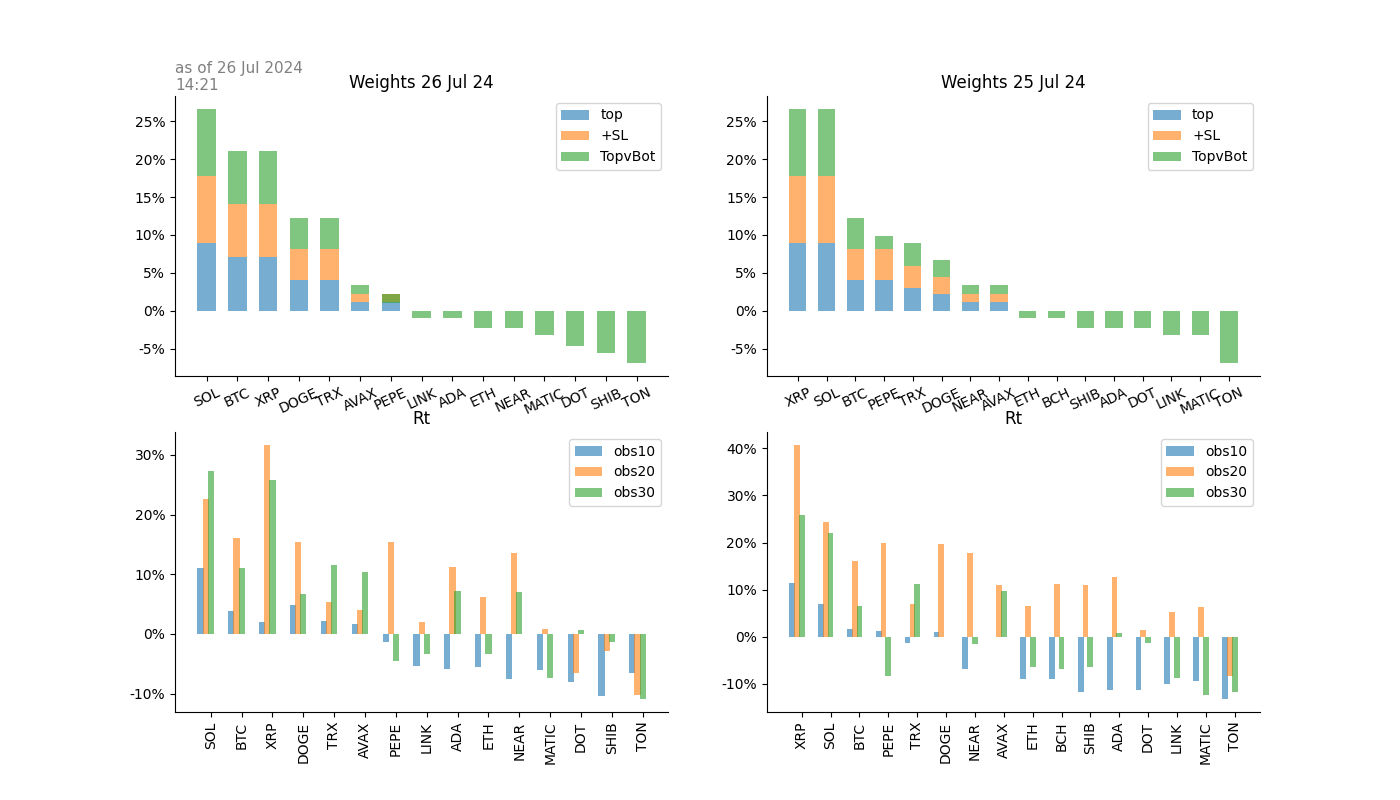 as of 26 Jul 2024
14:21
Weights 26 Jul 24
25%
20%
15%
10%
5%
0%
-5%
top
+SL
TopvBot
SOL BTC XRP DOGE TRX AVAX PEPE LINK ADA ETH NEAR MATIC DOT SHIB TON
Weights 25 Jul 24
25%
20%
15%
10%
5%
0%
-5%
top
+SL
TopvBot
XRP SOL BTC PEPE TRX DOGE NEAR AVAX ETH BCH SHIB ADA DOT LINK MATIC TON
Rt
30%
20%
10%
0%
-10%
obs10
obs20
obs30
SOL BTC XRP DOGE TRX AVAX PEPE LINK ADA ETH NEAR MATIC DOT SHIB TON
Rt
40%
30%
20%
10%
0%
-10%
obs10
obs20
obs30
XRP SOL BTC PEPE TRX DOGE NEAR AVAX ETH BCH SHIB ADA DOT LINK MATIC TON